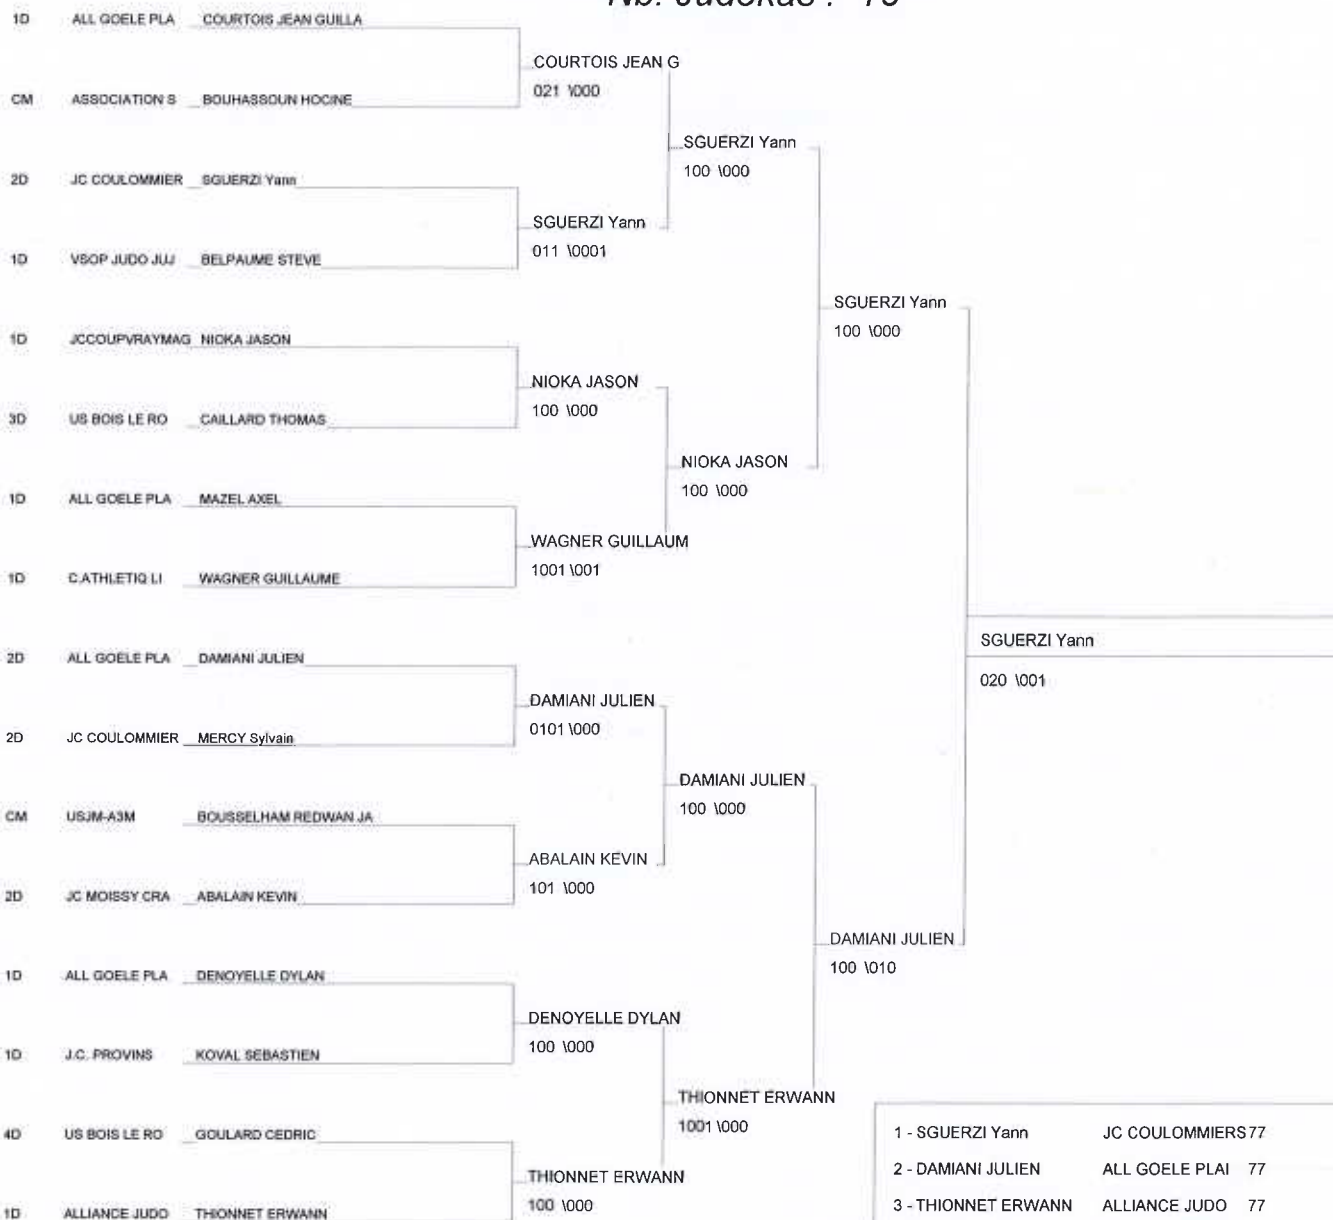 Nb. Judokas :
1D ALL GOELE PLA COURTOIS JEAN GUILLA
COURTOIS JEAN G
021 \000
CM ASSOCIATION S BOUHASSOUN HOCINE
SGUERZI Yann
100 \000
2D JC COULOMMIER SGUERZI Yann
SGUERZI Yann
011 \0001
1D VSOP JUDO JUJ BELPAUME STEVE
SGUERZI Yann
100 \000
1D JCCOUPVRAYMAG NIOKA JASON
NIOKA JASON
100 \000
3D US BOIS LE RO CAILLARD THOMAS
NIOKA JASON
100 \000
1D ALL GOELE PLA MAZEL AXEL
WAGNER GUILLAUM
1001 \001
1D C.ATHLETIQ LI WAGNER GUILLAUME
SGUERZI Yann
020 \001
2D ALL GOELE PLA DAMIANI JULIEN
DAMIANI JULIEN
0101 \000
2D JC COULOMMIER MERCY Sylvain
DAMIANI JULIEN
100 \000
CM USJM-A3M BOUSSELHAM REDWAN JA
ABALAIN KEVIN
101 \000
2D JC MOISSY CRA ABALAIN KEVIN
DAMIANI JULIEN
100 \010
1D ALL GOELE PLA DENOYELLE DYLAN
DENOYELLE DYLAN
100 \000
1D J.C. PROVINS KOVAL SEBASTIEN
THIONNET ERWANN
1001 \000
4D US BOIS LE RO GOULARD CEDRIC
THIONNET ERWANN
100 \000
1D ALLIANCE JUDO THIONNET ERWANN
1 - SGUERZI Yann JC COULOMMIERS 77
2 - DAMIANI JULIEN ALL GOELE PLAI 77
3 - THIONNET ERWANN ALLIANCE JUDO 77